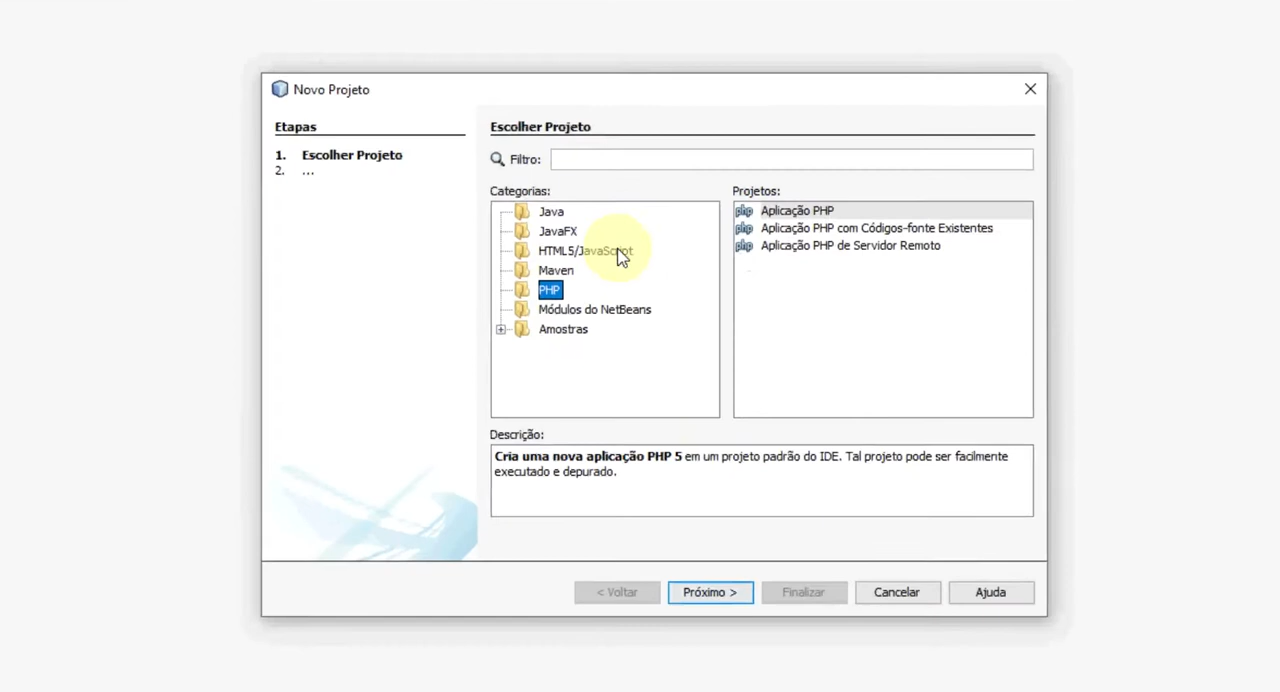 Novo Projeto
Etapas
1. Escolher Projeto
2. ...
Escolher Projeto
Filtro:
Categorias:
Java
JavaFX
HTML5/JavaScript
Maven
PHP
Módulos do NetBeans
Amostras
Projetos:
php Aplicação PHP
php Aplicação PHP com Códigos-fonte Existentes
php Aplicação PHP de Servidor Remoto
Descrição:
Cria uma nova aplicação PHP 5 em um projeto padrão do IDE. Tal projeto pode ser facilmente
executado e depurado.
< Voltar
Próximo >
Finalizar
Cancelar
Ajuda